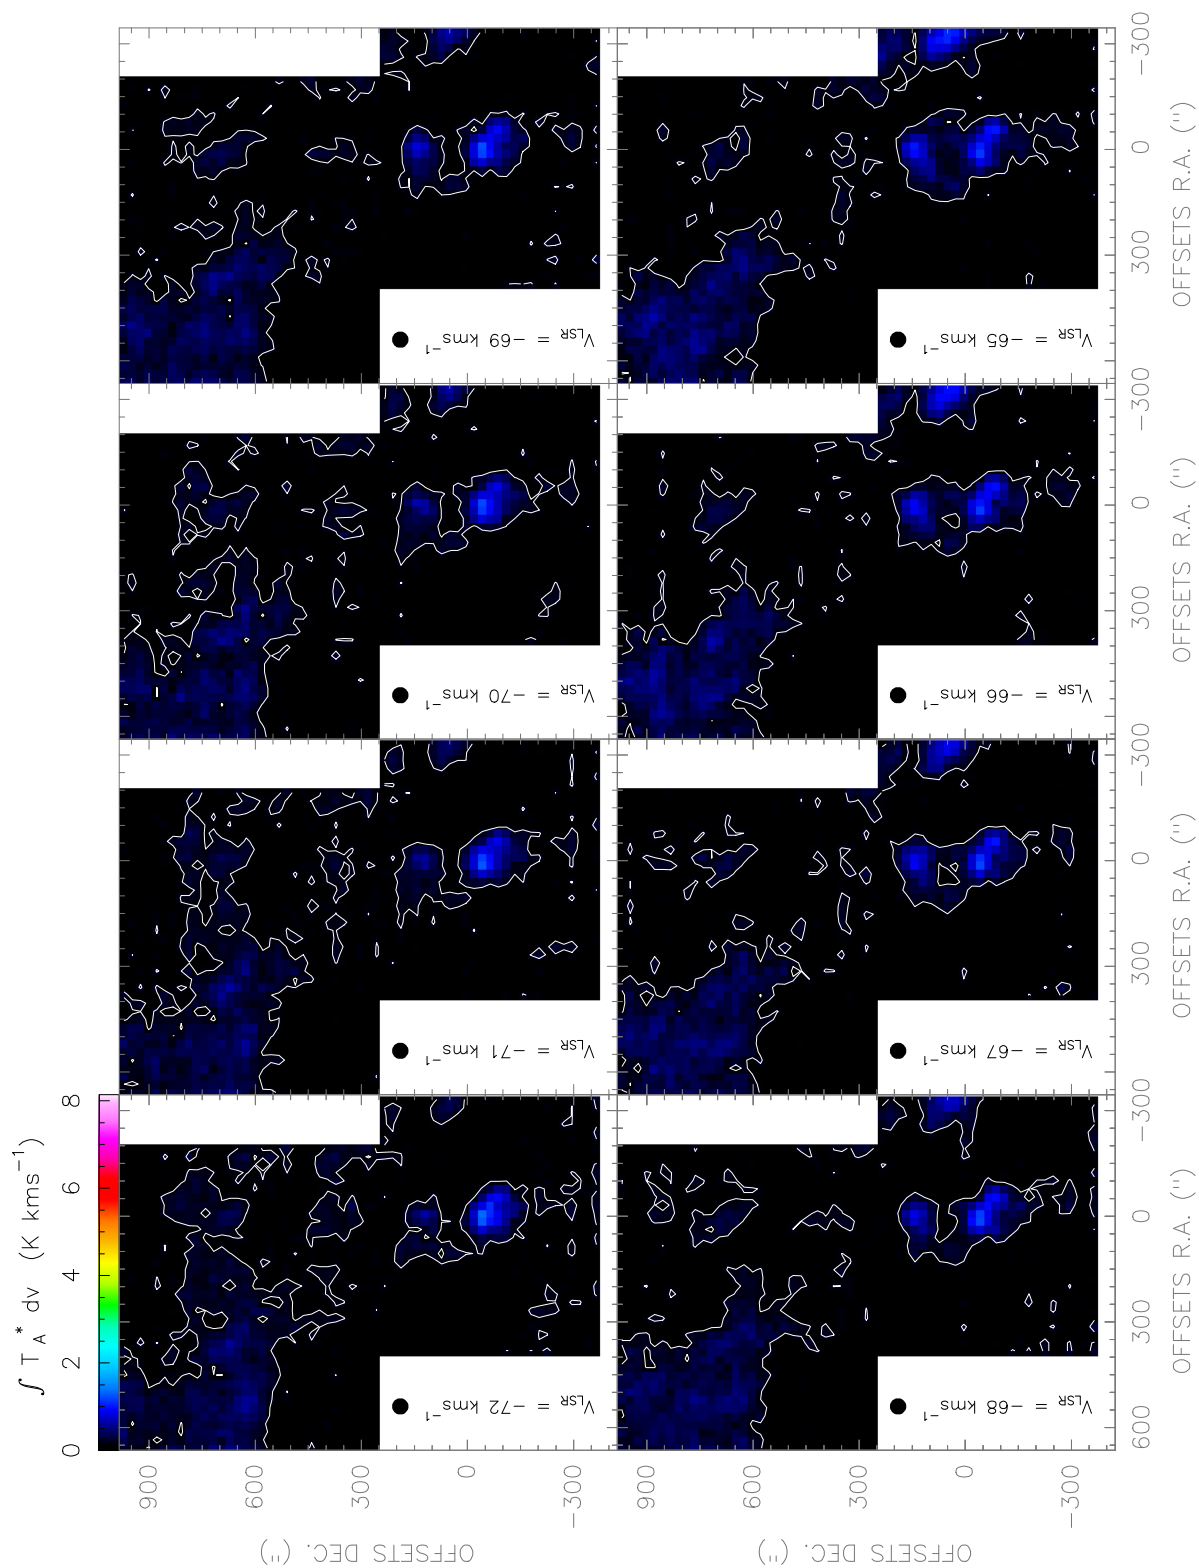 ∫ T_A^* dv (K kms⁻¹)
0 2 4 6 8
V_LSR = −72 kms⁻¹
V_LSR = −71 kms⁻¹
V_LSR = −70 kms⁻¹
V_LSR = −69 kms⁻¹
V_LSR = −68 kms⁻¹
V_LSR = −67 kms⁻¹
V_LSR = −66 kms⁻¹
V_LSR = −65 kms⁻¹
900 600 300 0 −300
OFFSETS DEC. (")
900 600 300 0 −300
OFFSETS DEC. (")
600 300 0 −300
OFFSETS R.A. (")
300 0 −300
OFFSETS R.A. (")
300 0 −300
OFFSETS R.A. (")
300 0 −300
OFFSETS R.A. (")